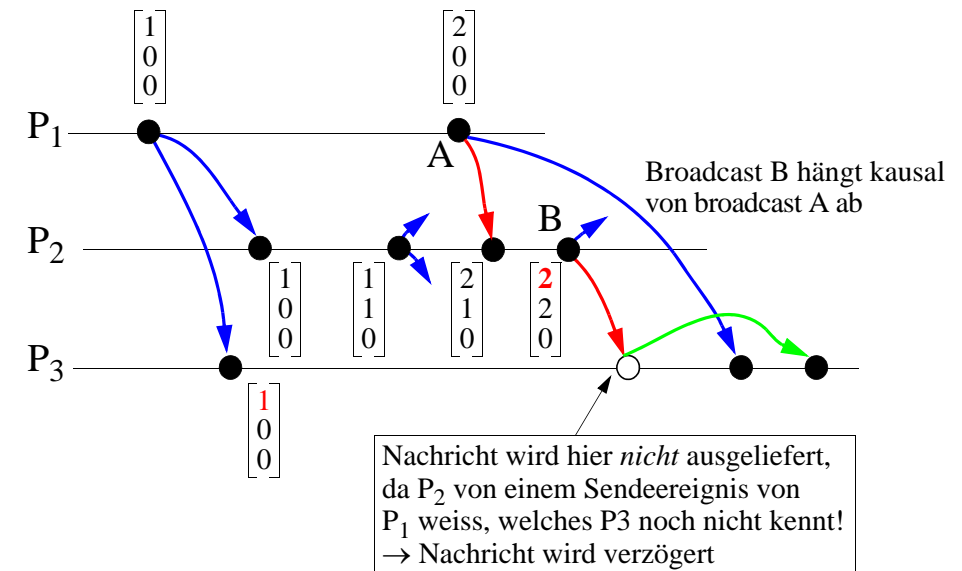 1
0
0
2
0
0
P1
A
Broadcast B hängt kausal
von broadcast A ab
B
P2
1
0
0
1
1
0
2
1
0
2
2
0
P3
1
0
0
Nachricht wird hier nicht ausgeliefert,
da P2 von einem Sendeereignis von
P1 weiss, welches P3 noch nicht kennt!
→ Nachricht wird verzögert